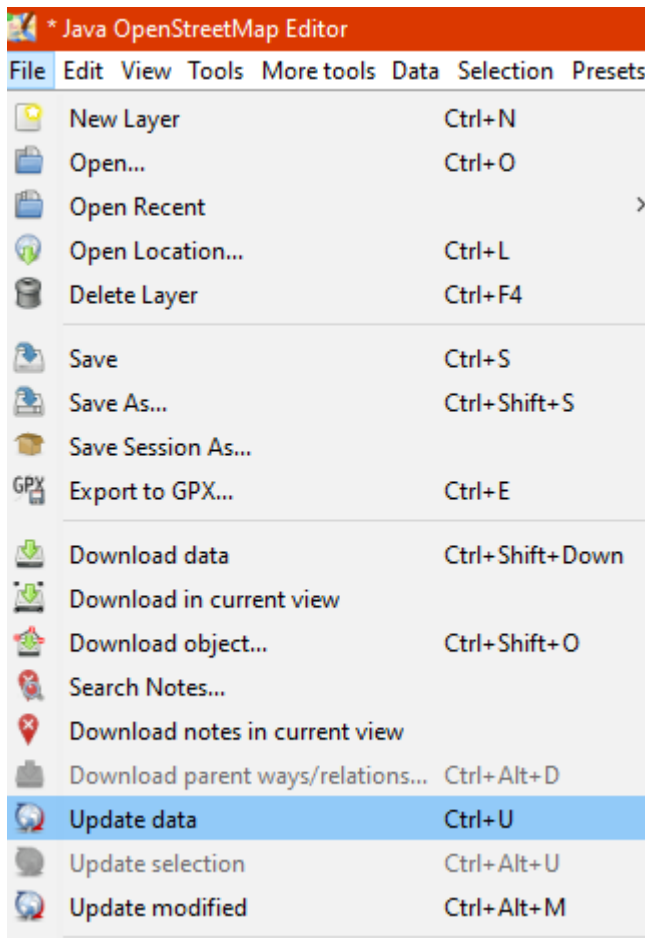 * Java OpenStreetMap Editor
File Edit View Tools More tools Data Selection Presets
New Layer Ctrl+N
Open... Ctrl+O
Open Recent
Open Location... Ctrl+L
Delete Layer Ctrl+F4
Save Ctrl+S
Save As... Ctrl+Shift+S
Save Session As...
GPX Export to GPX... Ctrl+E
Download data Ctrl+Shift+Down
Download in current view
Download object... Ctrl+Shift+O
Search Notes...
Download notes in current view
Download parent ways/relations... Ctrl+Alt+D
Update data Ctrl+U
Update selection Ctrl+Alt+U
Update modified Ctrl+Alt+M